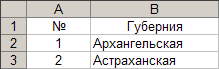 A B
1 № Губерния
2 1 Архангельская
3 2 Астраханская